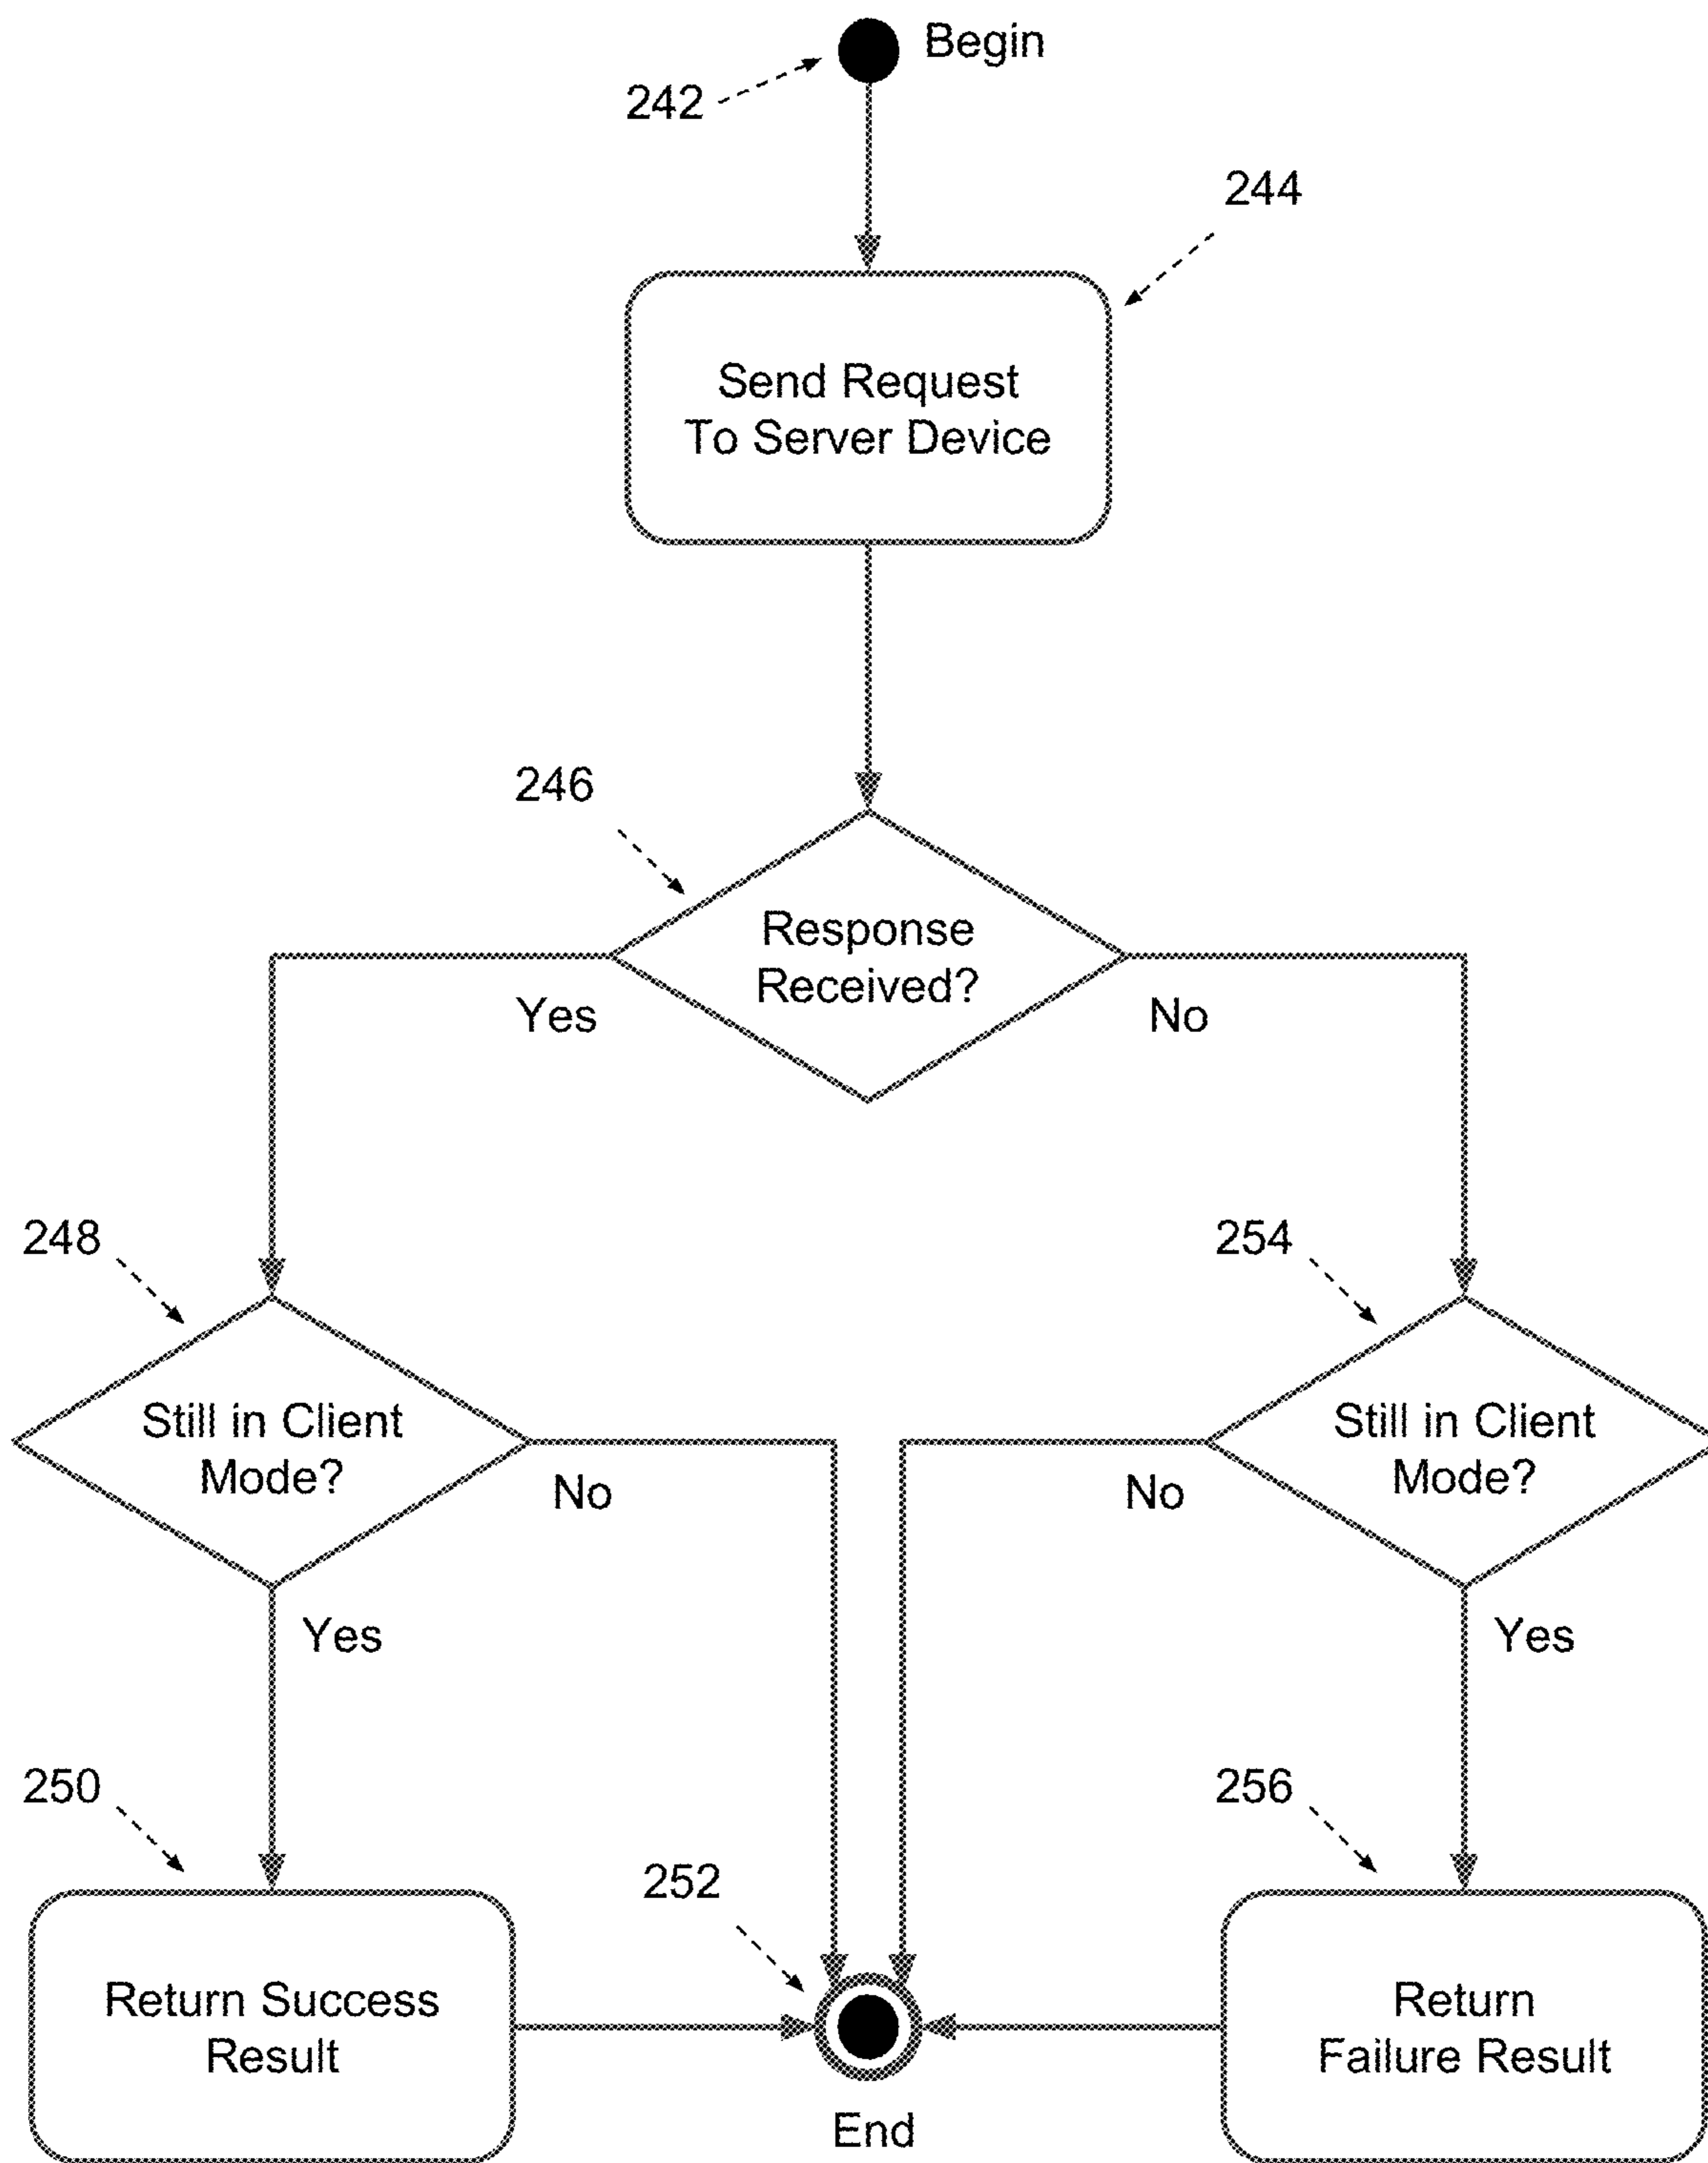 Begin
242
244
Send Request
To Server Device
246
Response
Received?
Yes
No
248
254
Still in Client
Mode?
No
Still in Client
Mode?
No
Yes
Yes
250
256
252
Return Success
Result
Return
Failure Result
End